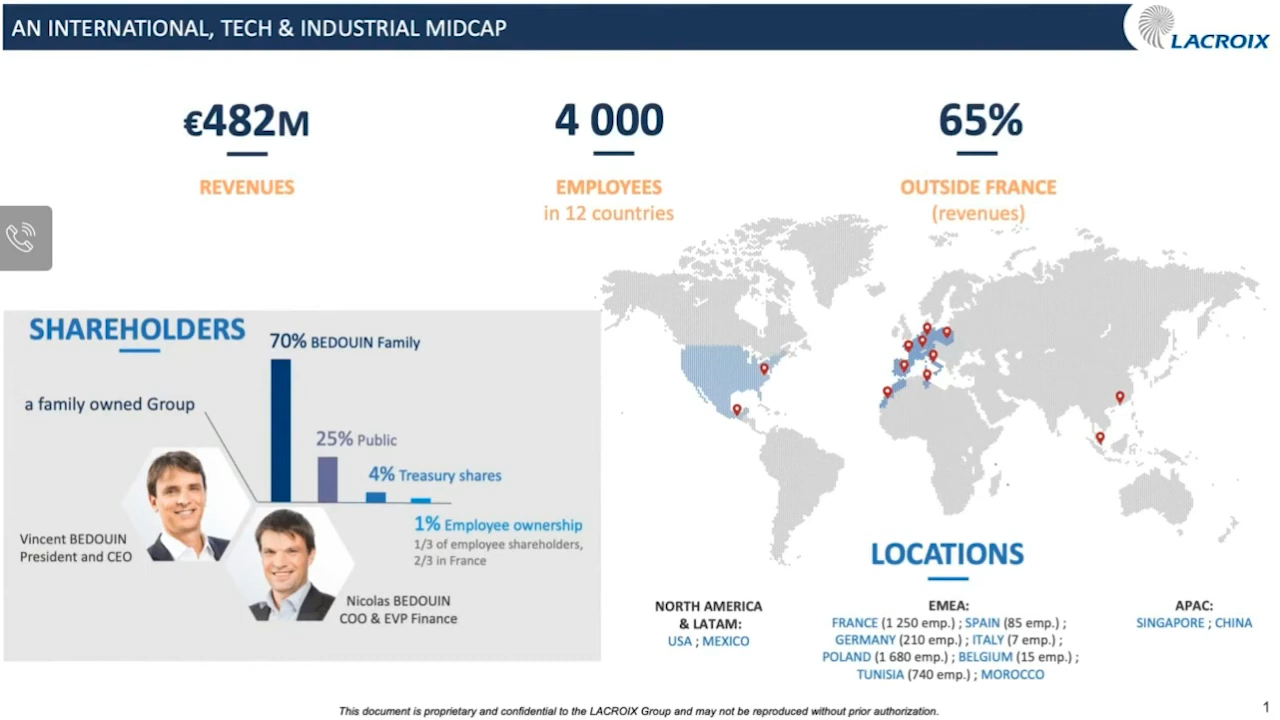 AN INTERNATIONAL, TECH & INDUSTRIAL MIDCAP
LACROIX
€482M
REVENUES
4 000
EMPLOYEES
in 12 countries
65%
OUTSIDE FRANCE
(revenues)
SHAREHOLDERS
70% BEDOUIN Family
a family owned Group
25% Public
4% Treasury shares
1% Employee ownership
1/3 of employee shareholders,
2/3 in France
Vincent BEDOUIN
President and CEO
Nicolas BEDOUIN
COO & EVP Finance
LOCATIONS
NORTH AMERICA
& LATAM:
USA ; MEXICO
EMEA:
FRANCE (1 250 emp.) ; SPAIN (85 emp.) ;
GERMANY (210 emp.) ; ITALY (7 emp.) ;
POLAND (1 680 emp.) ; BELGIUM (15 emp.) ;
TUNISIA (740 emp.) ; MOROCCO
APAC:
SINGAPORE ; CHINA
This document is proprietary and confidential to the LACROIX Group and may not be reproduced without prior authorization.
1